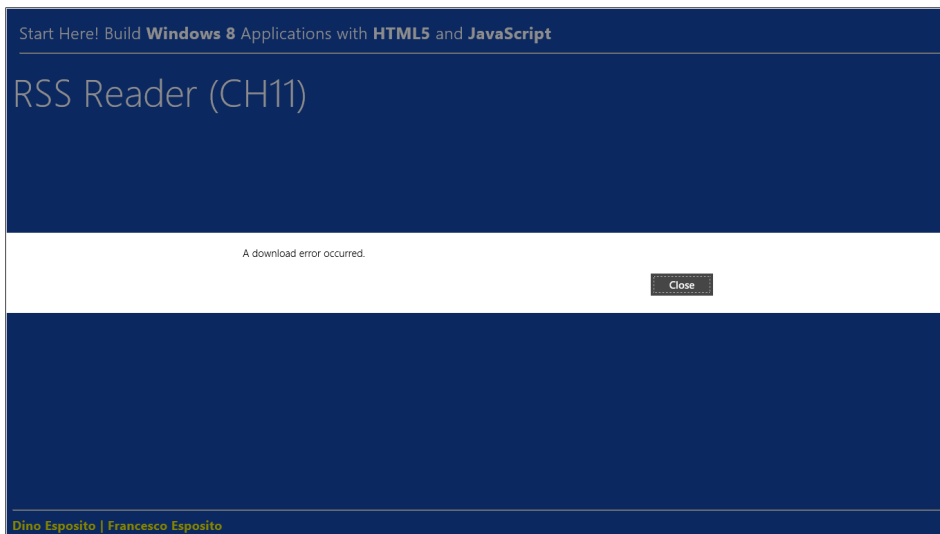 Start Here! Build Windows 8 Applications with HTML5 and JavaScript
RSS Reader (CH11)
A download error occurred.
Close
Dino Esposito | Francesco Esposito